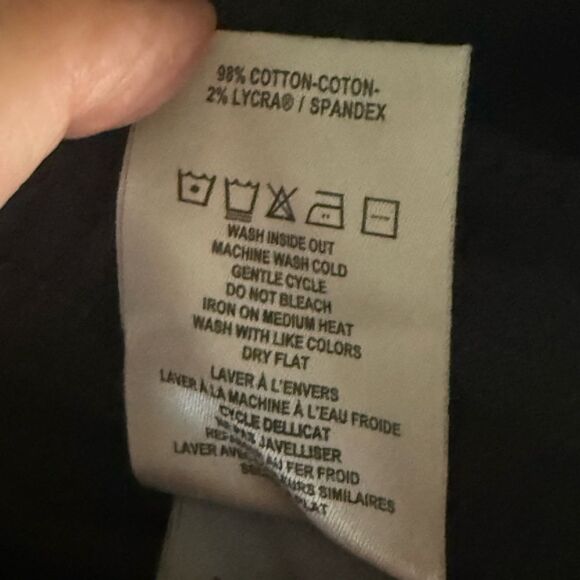 98% COTTON-COTON-
2% LYCRA® / SPANDEX
WASH INSIDE OUT
MACHINE WASH COLD
GENTLE CYCLE
DO NOT BLEACH
IRON ON MEDIUM HEAT
WASH WITH LIKE COLORS
DRY FLAT
LAVER À L'ENVERS
LAVER À LA MACHINE À L'EAU FROIDE
CYCLE DELLICAT
PAS JAVELLISER
AU FER FROID
LAVER SIMILAIRES